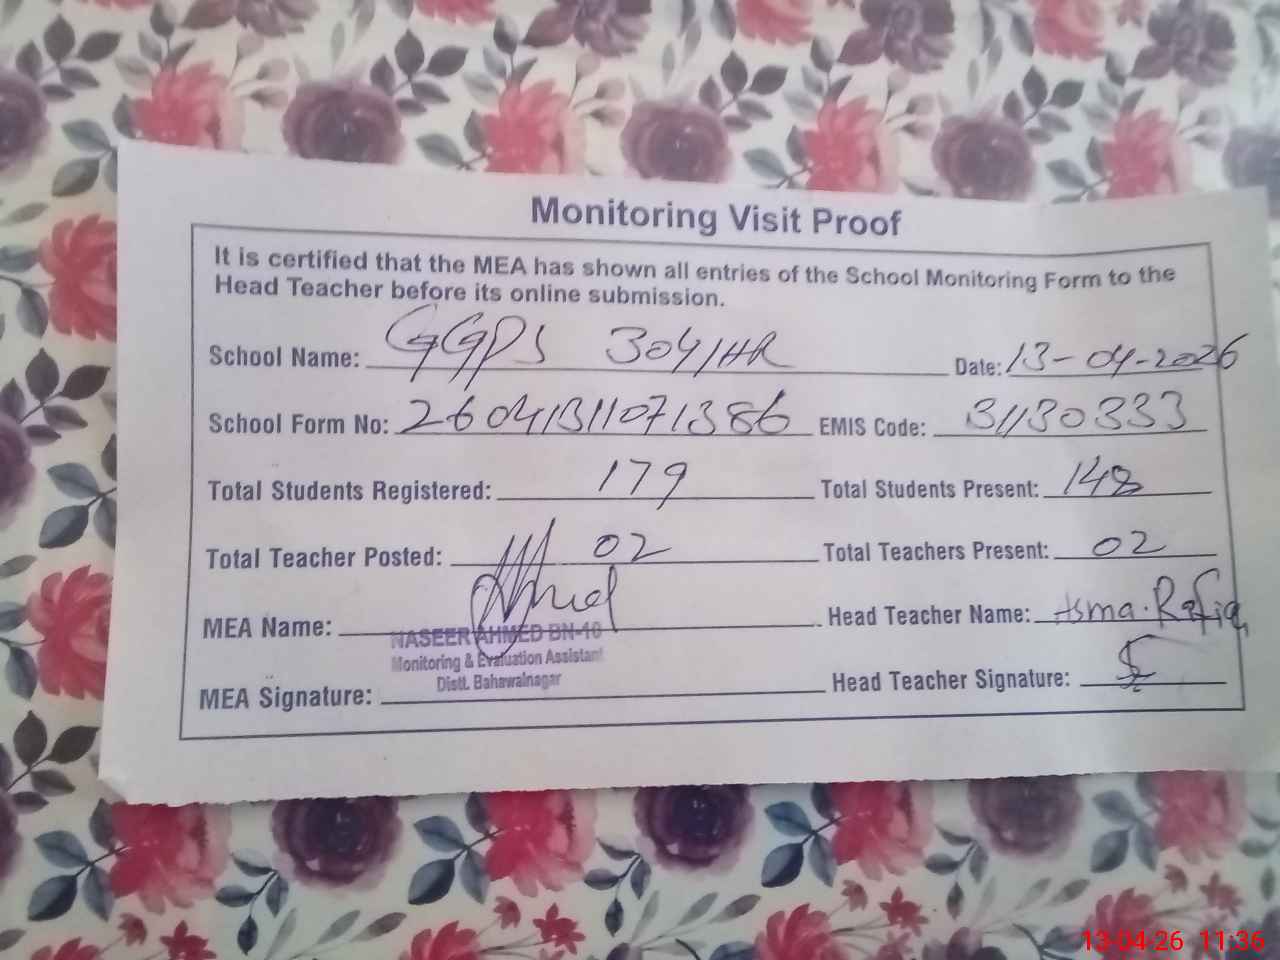 Monitoring Visit Proof
It is certified that the MEA has shown all entries of the School Monitoring Form to the
Head Teacher before its online submission.
School Name: GGPS 304/HR Date: 13-04-2026
School Form No: 26041311071386 EMIS Code: 31130333
Total Students Registered: 179 Total Students Present: 148
Total Teacher Posted: 02 Total Teachers Present: 02
MEA Name: Head Teacher Name: Asma. Rafiq
NASEER AHMED BN-10
Monitoring & Evaluation Assistant
Distt. Bahawalnagar
MEA Signature: Head Teacher Signature:
13-04-26 11:36